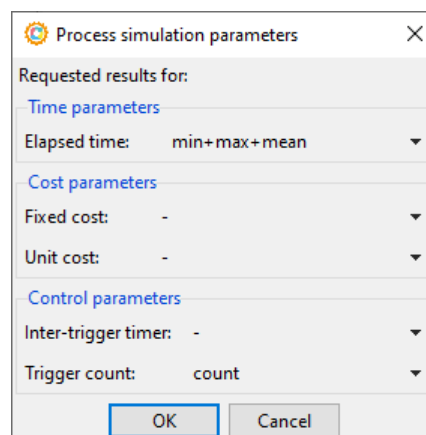 Process simulation parameters
Requested results for:
Time parameters
Elapsed time: min+max+mean
Cost parameters
Fixed cost: -
Unit cost: -
Control parameters
Inter-trigger timer: -
Trigger count: count
OK Cancel